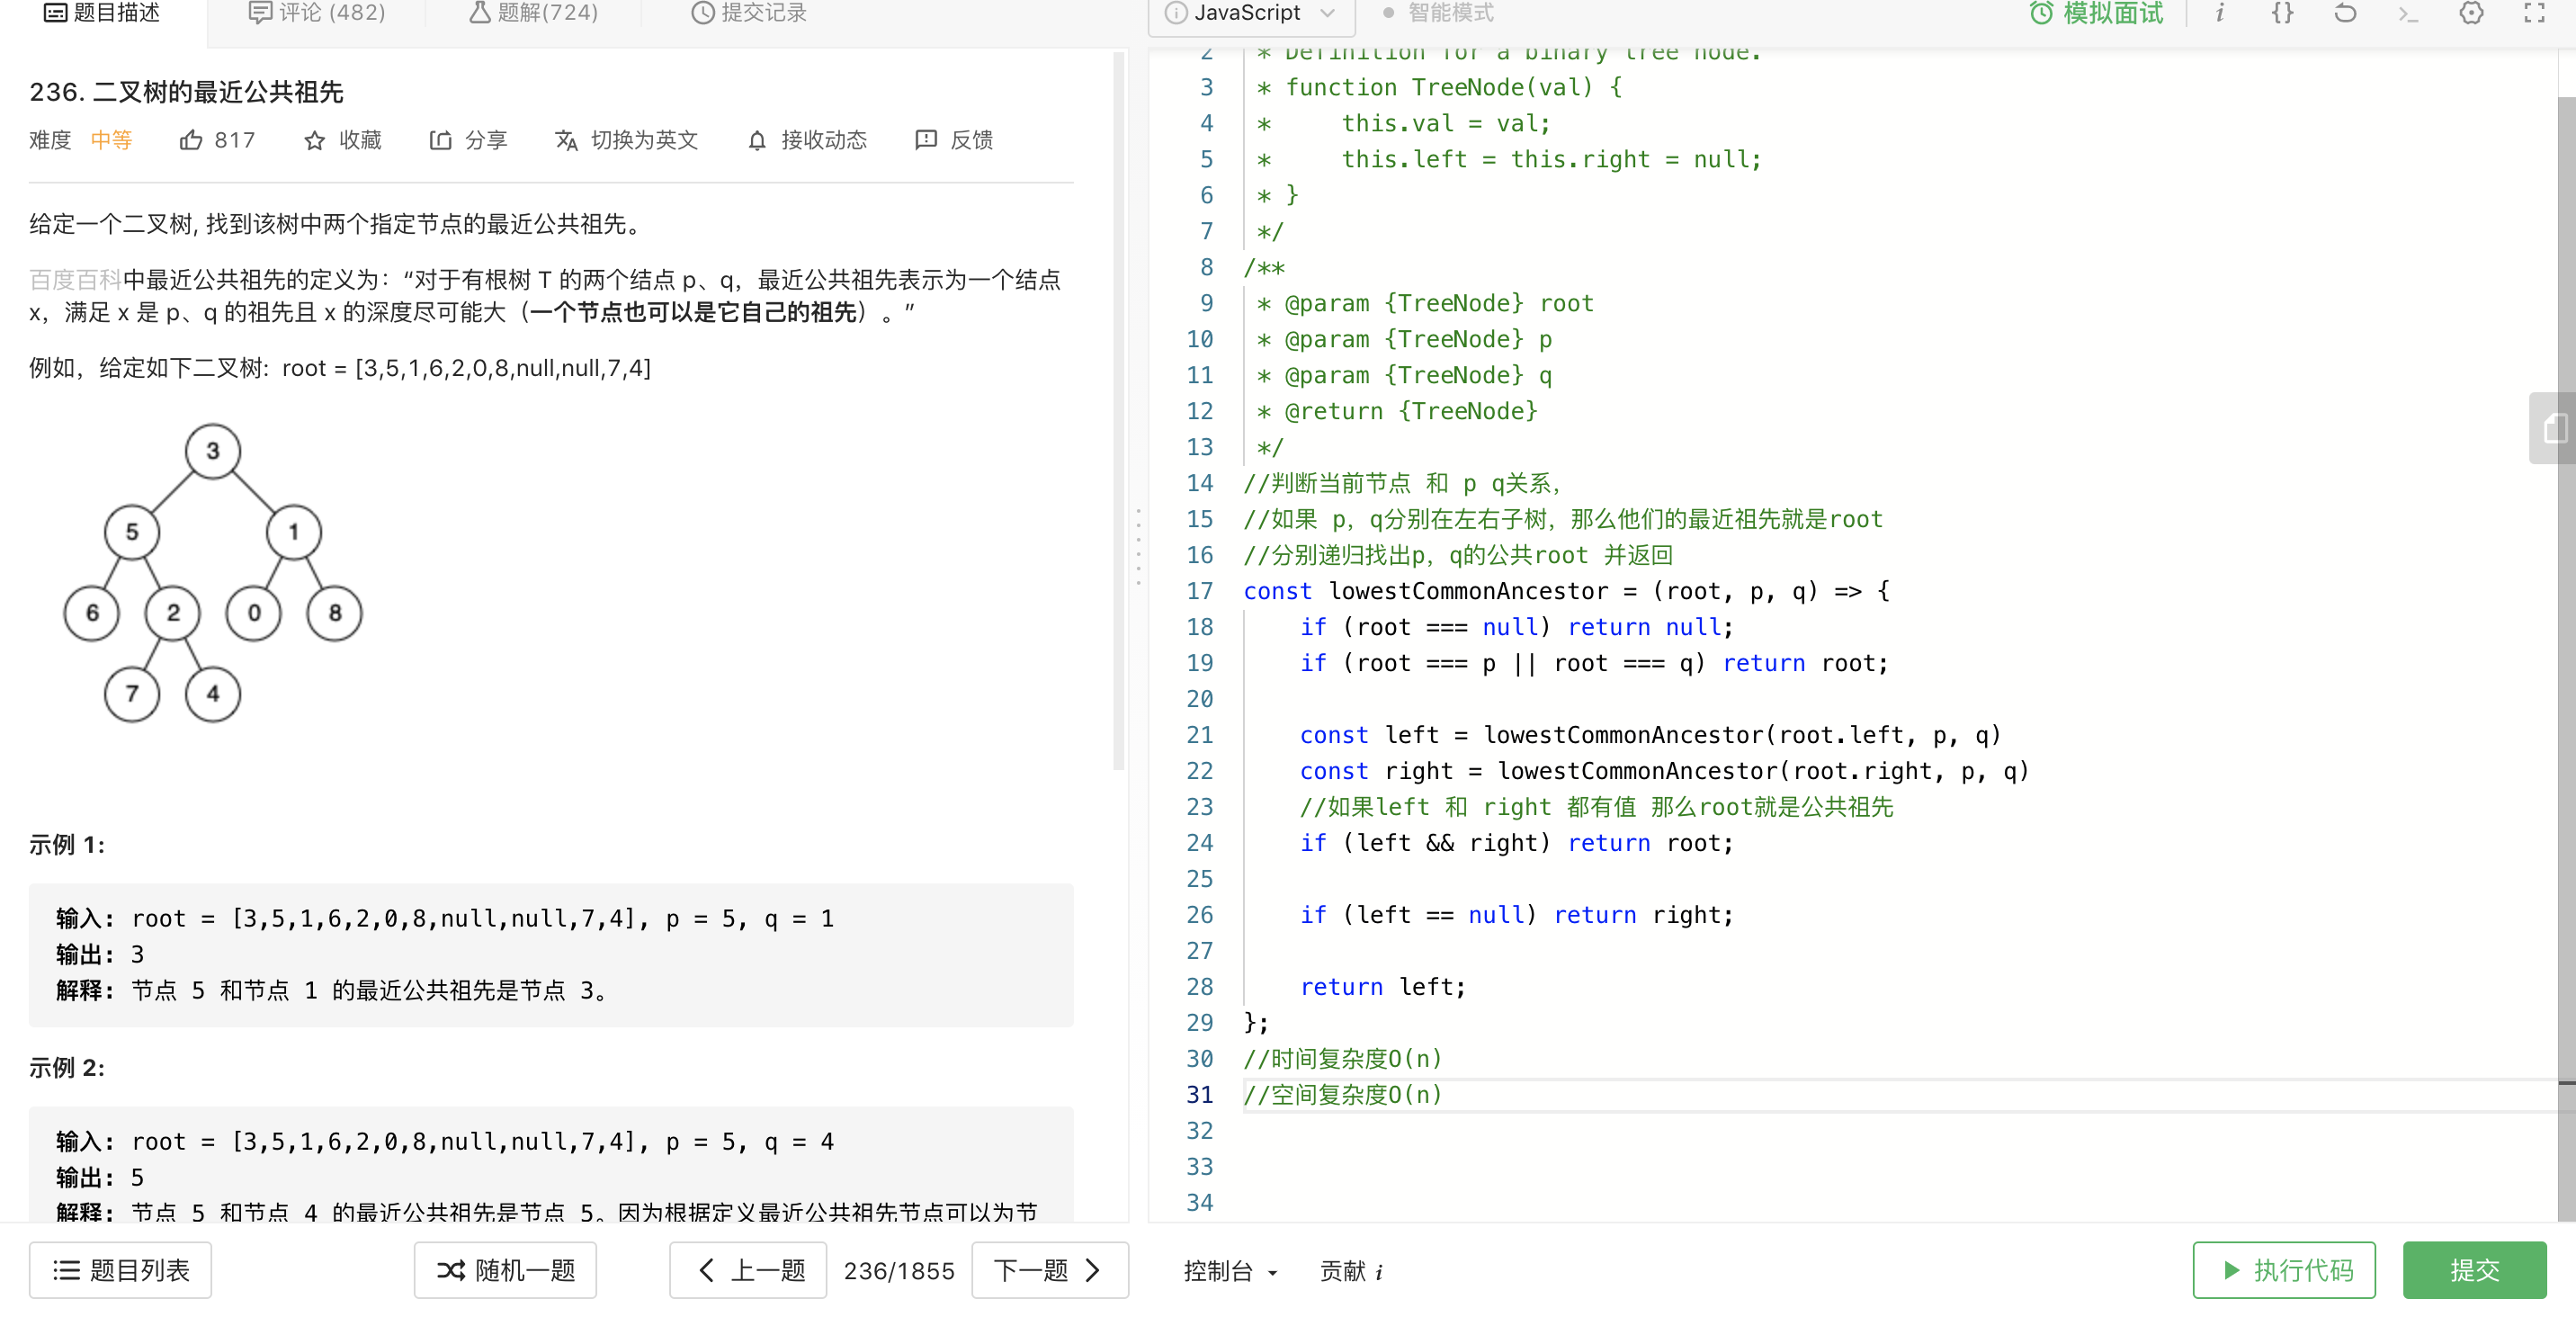 题目描述
评论 (482)
题解(724)
提交记录
236. 二叉树的最近公共祖先
难度 中等 817 收藏 分享 切换为英文 接收动态 反馈
给定一个二叉树, 找到该树中两个指定节点的最近公共祖先。
百度百科中最近公共祖先的定义为：“对于有根树 T 的两个结点 p、q，最近公共祖先表示为一个结点
x，满足 x 是 p、q 的祖先且 x 的深度尽可能大（一个节点也可以是它自己的祖先）。”
例如，给定如下二叉树:  root = [3,5,1,6,2,0,8,null,null,7,4]
3
5 1
6 2 0 8
7 4
示例 1:
输入: root = [3,5,1,6,2,0,8,null,null,7,4], p = 5, q = 1
输出: 3
解释: 节点 5 和节点 1 的最近公共祖先是节点 3。
示例 2:
输入: root = [3,5,1,6,2,0,8,null,null,7,4], p = 5, q = 4
输出: 5
解释: 节点 5 和节点 4 的最近公共祖先是节点 5。因为根据定义最近公共祖先节点可以为节
题目列表
随机一题
上一题
236/1855
下一题
i JavaScript
智能模式
模拟面试
i {} >_
2 * Definition for a binary tree node.
3 * function TreeNode(val) {
4 *     this.val = val;
5 *     this.left = this.right = null;
6 * }
7 */
8 /**
9 * @param {TreeNode} root
10 * @param {TreeNode} p
11 * @param {TreeNode} q
12 * @return {TreeNode}
13 */
14 //判断当前节点 和 p q关系，
15 //如果 p，q分别在左右子树，那么他们的最近祖先就是root
16 //分别递归找出p，q的公共root 并返回
17 const lowestCommonAncestor = (root, p, q) => {
18     if (root === null) return null;
19     if (root === p || root === q) return root;
20
21     const left = lowestCommonAncestor(root.left, p, q)
22     const right = lowestCommonAncestor(root.right, p, q)
23     //如果left 和 right 都有值 那么root就是公共祖先
24     if (left && right) return root;
25
26     if (left == null) return right;
27
28     return left;
29 };
30 //时间复杂度O(n)
31 //空间复杂度O(n)
32
33
34
控制台
贡献 i
执行代码
提交